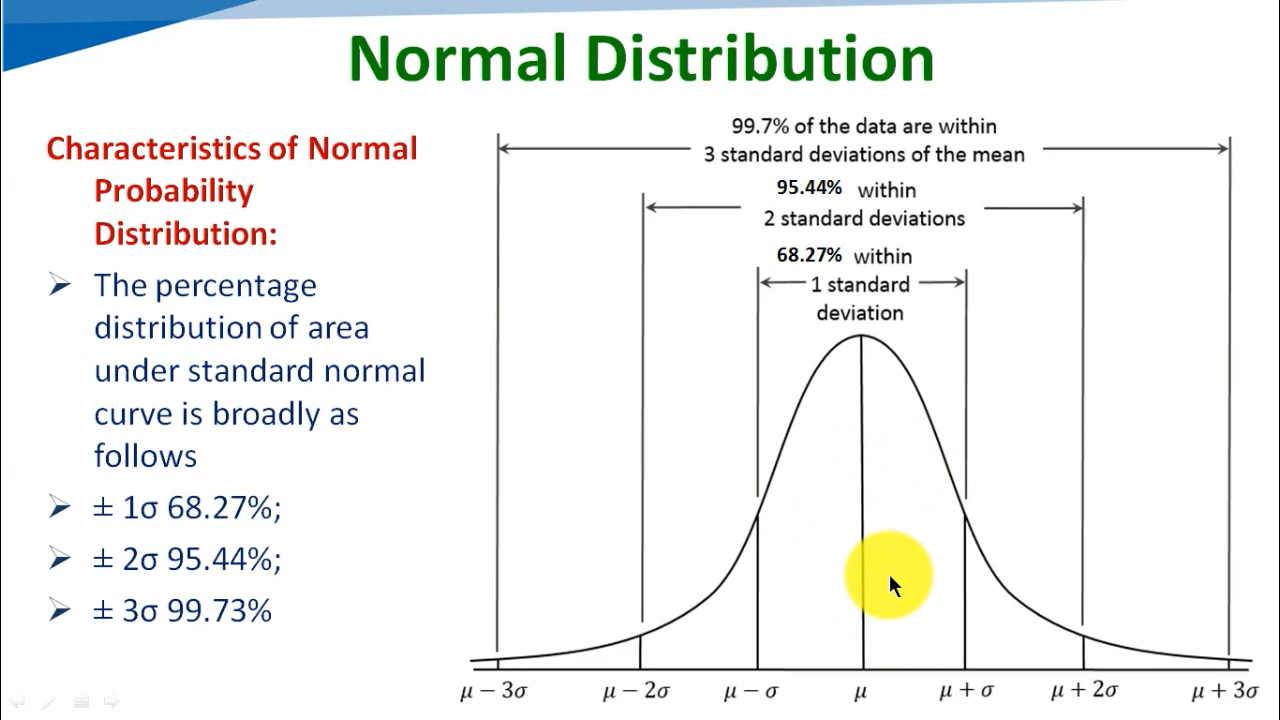 Normal Distribution
Characteristics of Normal
Probability
Distribution:
The percentage
distribution of area
under standard normal
curve is broadly as
follows
± 1σ 68.27%;
± 2σ 95.44%;
± 3σ 99.73%
99.7% of the data are within
3 standard deviations of the mean
95.44% within
2 standard deviations
68.27% within
1 standard
deviation
μ − 3σ μ − 2σ μ − σ μ μ + σ μ + 2σ μ + 3σ